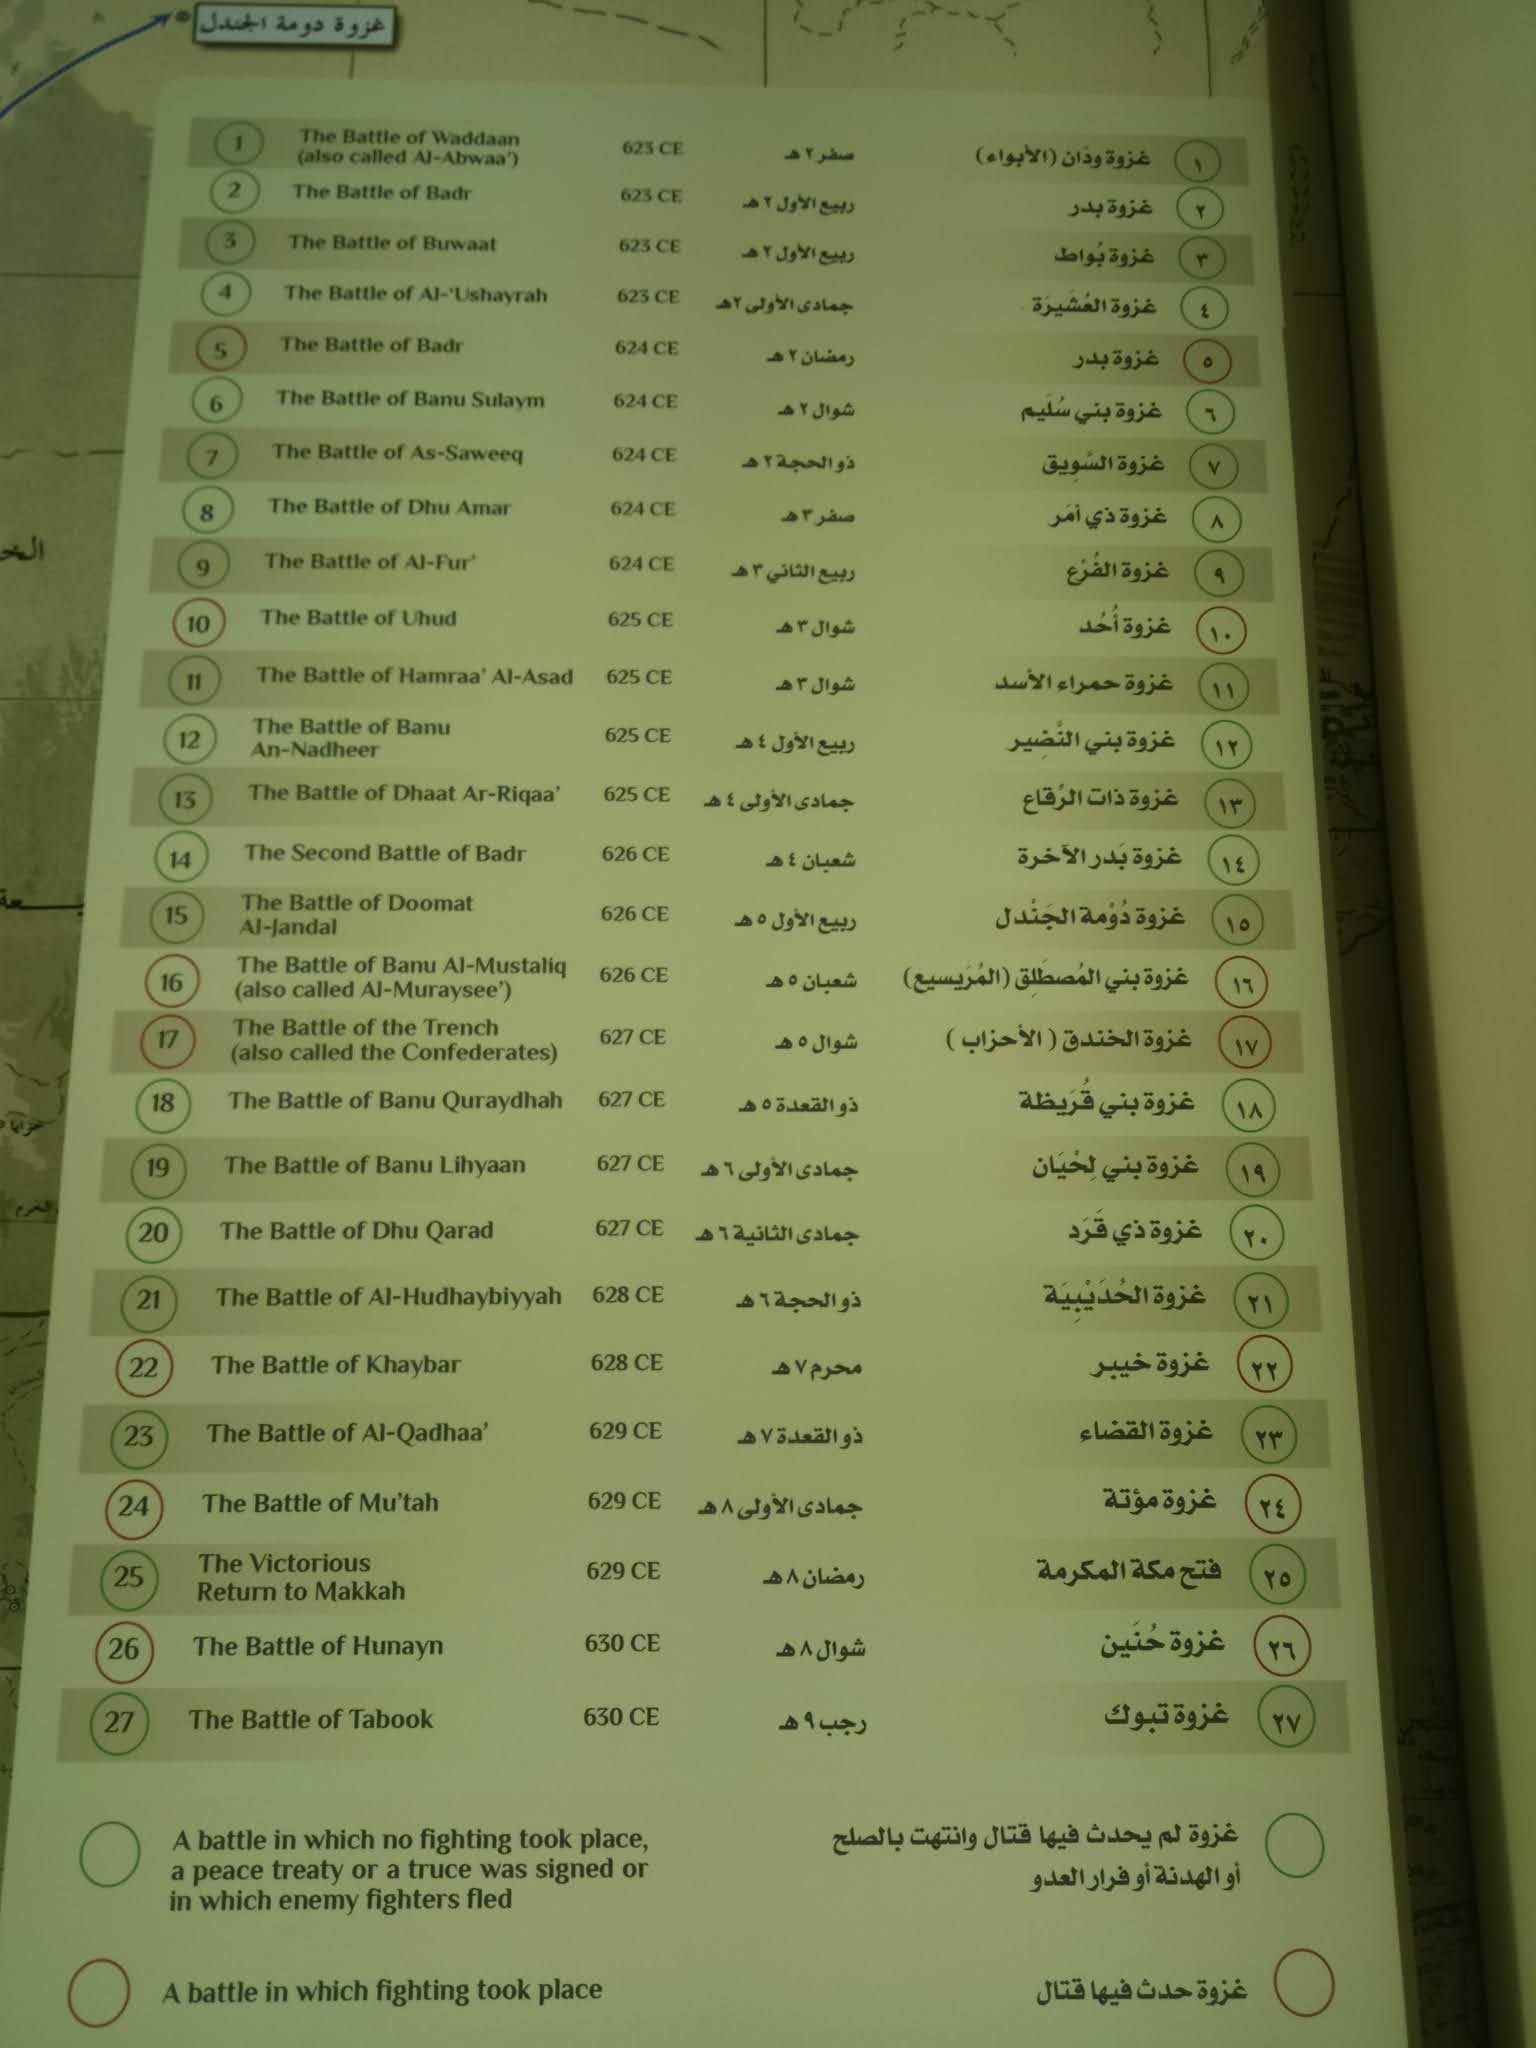 غزوة دومة الجندل
1 The Battle of Waddaan (also called Al-Abwaa’) 623 CE صفر ٢ هـ غزوة ودّان (الأبواء) ١
2 The Battle of Badr 623 CE ربيع الأول ٢ هـ غزوة بدر ٢
3 The Battle of Buwaat 623 CE ربيع الأول ٢ هـ غزوة بُواط ٣
4 The Battle of Al-‘Ushayrah 623 CE جمادى الأولى ٢هـ غزوة العُشَيرَة ٤
5 The Battle of Badr 624 CE رمضان ٢ هـ غزوة بدر ٥
6 The Battle of Banu Sulaym 624 CE شوال ٢ هـ غزوة بني سُلَيم ٦
7 The Battle of As-Saweeq 624 CE ذو الحجة ٢ هـ غزوة السَّوِيق ٧
8 The Battle of Dhu Amar 624 CE صفر ٣ هـ غزوة ذي أمَر ٨
9 The Battle of Al-Fur’ 624 CE ربيع الثاني ٣ هـ غزوة الفُرْع ٩
10 The Battle of Uhud 625 CE شوال ٣ هـ غزوة أُحُد ١٠
11 The Battle of Hamraa’ Al-Asad 625 CE شوال ٣ هـ غزوة حمراء الأسد ١١
12 The Battle of Banu An-Nadheer 625 CE ربيع الأول ٤ هـ غزوة بني النَّضِير ١٢
13 The Battle of Dhaat Ar-Riqaa’ 625 CE جمادى الأولى ٤ هـ غزوة ذات الرِّقاع ١٣
14 The Second Battle of Badr 626 CE شعبان ٤ هـ غزوة بَدر الآخرة ١٤
15 The Battle of Doomat Al-Jandal 626 CE ربيع الأول ٥ هـ غزوة دُوْمة الجَنْدل ١٥
16 The Battle of Banu Al-Mustaliq (also called Al-Muraysee’) 626 CE شعبان ٥ هـ غزوة بني المُصطَلِق (المُرَيسيع) ١٦
17 The Battle of the Trench (also called the Confederates) 627 CE شوال ٥ هـ غزوة الخندق ( الأحزاب ) ١٧
18 The Battle of Banu Quraydhah 627 CE ذو القعدة ٥ هـ غزوة بني قُرَيظة ١٨
19 The Battle of Banu Lihyaan 627 CE جمادى الأولى ٦ هـ غزوة بني لِحْيَان ١٩
20 The Battle of Dhu Qarad 627 CE جمادى الثانية ٦ هـ غزوة ذي قَرَد ٢٠
21 The Battle of Al-Hudhaybiyyah 628 CE ذو الحجة ٦ هـ غزوة الحُدَيْبِيَة ٢١
22 The Battle of Khaybar 628 CE محرم ٧ هـ غزوة خيبر ٢٢
23 The Battle of Al-Qadhaa’ 629 CE ذو القعدة ٧ هـ غزوة القضاء ٢٣
24 The Battle of Mu’tah 629 CE جمادى الأولى ٨ هـ غزوة مؤتة ٢٤
25 The Victorious Return to Makkah 629 CE رمضان ٨ هـ فتح مكة المكرمة ٢٥
26 The Battle of Hunayn 630 CE شوال ٨ هـ غزوة حُنَين ٢٦
27 The Battle of Tabook 630 CE رجب ٩ هـ غزوة تبوك ٢٧
A battle in which no fighting took place,
a peace treaty or a truce was signed or
in which enemy fighters fled
غزوة لم يحدث فيها قتال وانتهت بالصلح
أو الهدنة أو فرار العدو
A battle in which fighting took place
غزوة حدث فيها قتال